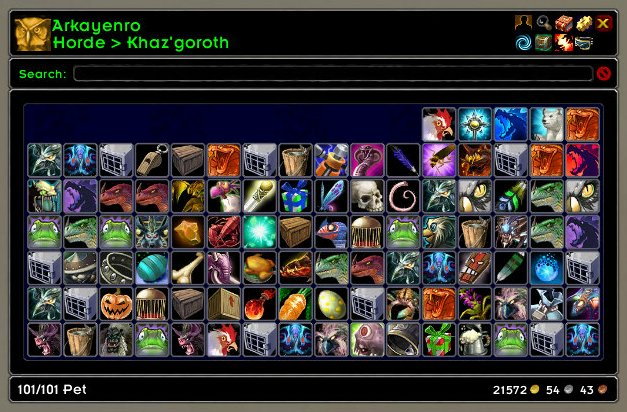 Arkayenro
Horde > Khaz'goroth
Search:
101/101 Pet
21572 54 43